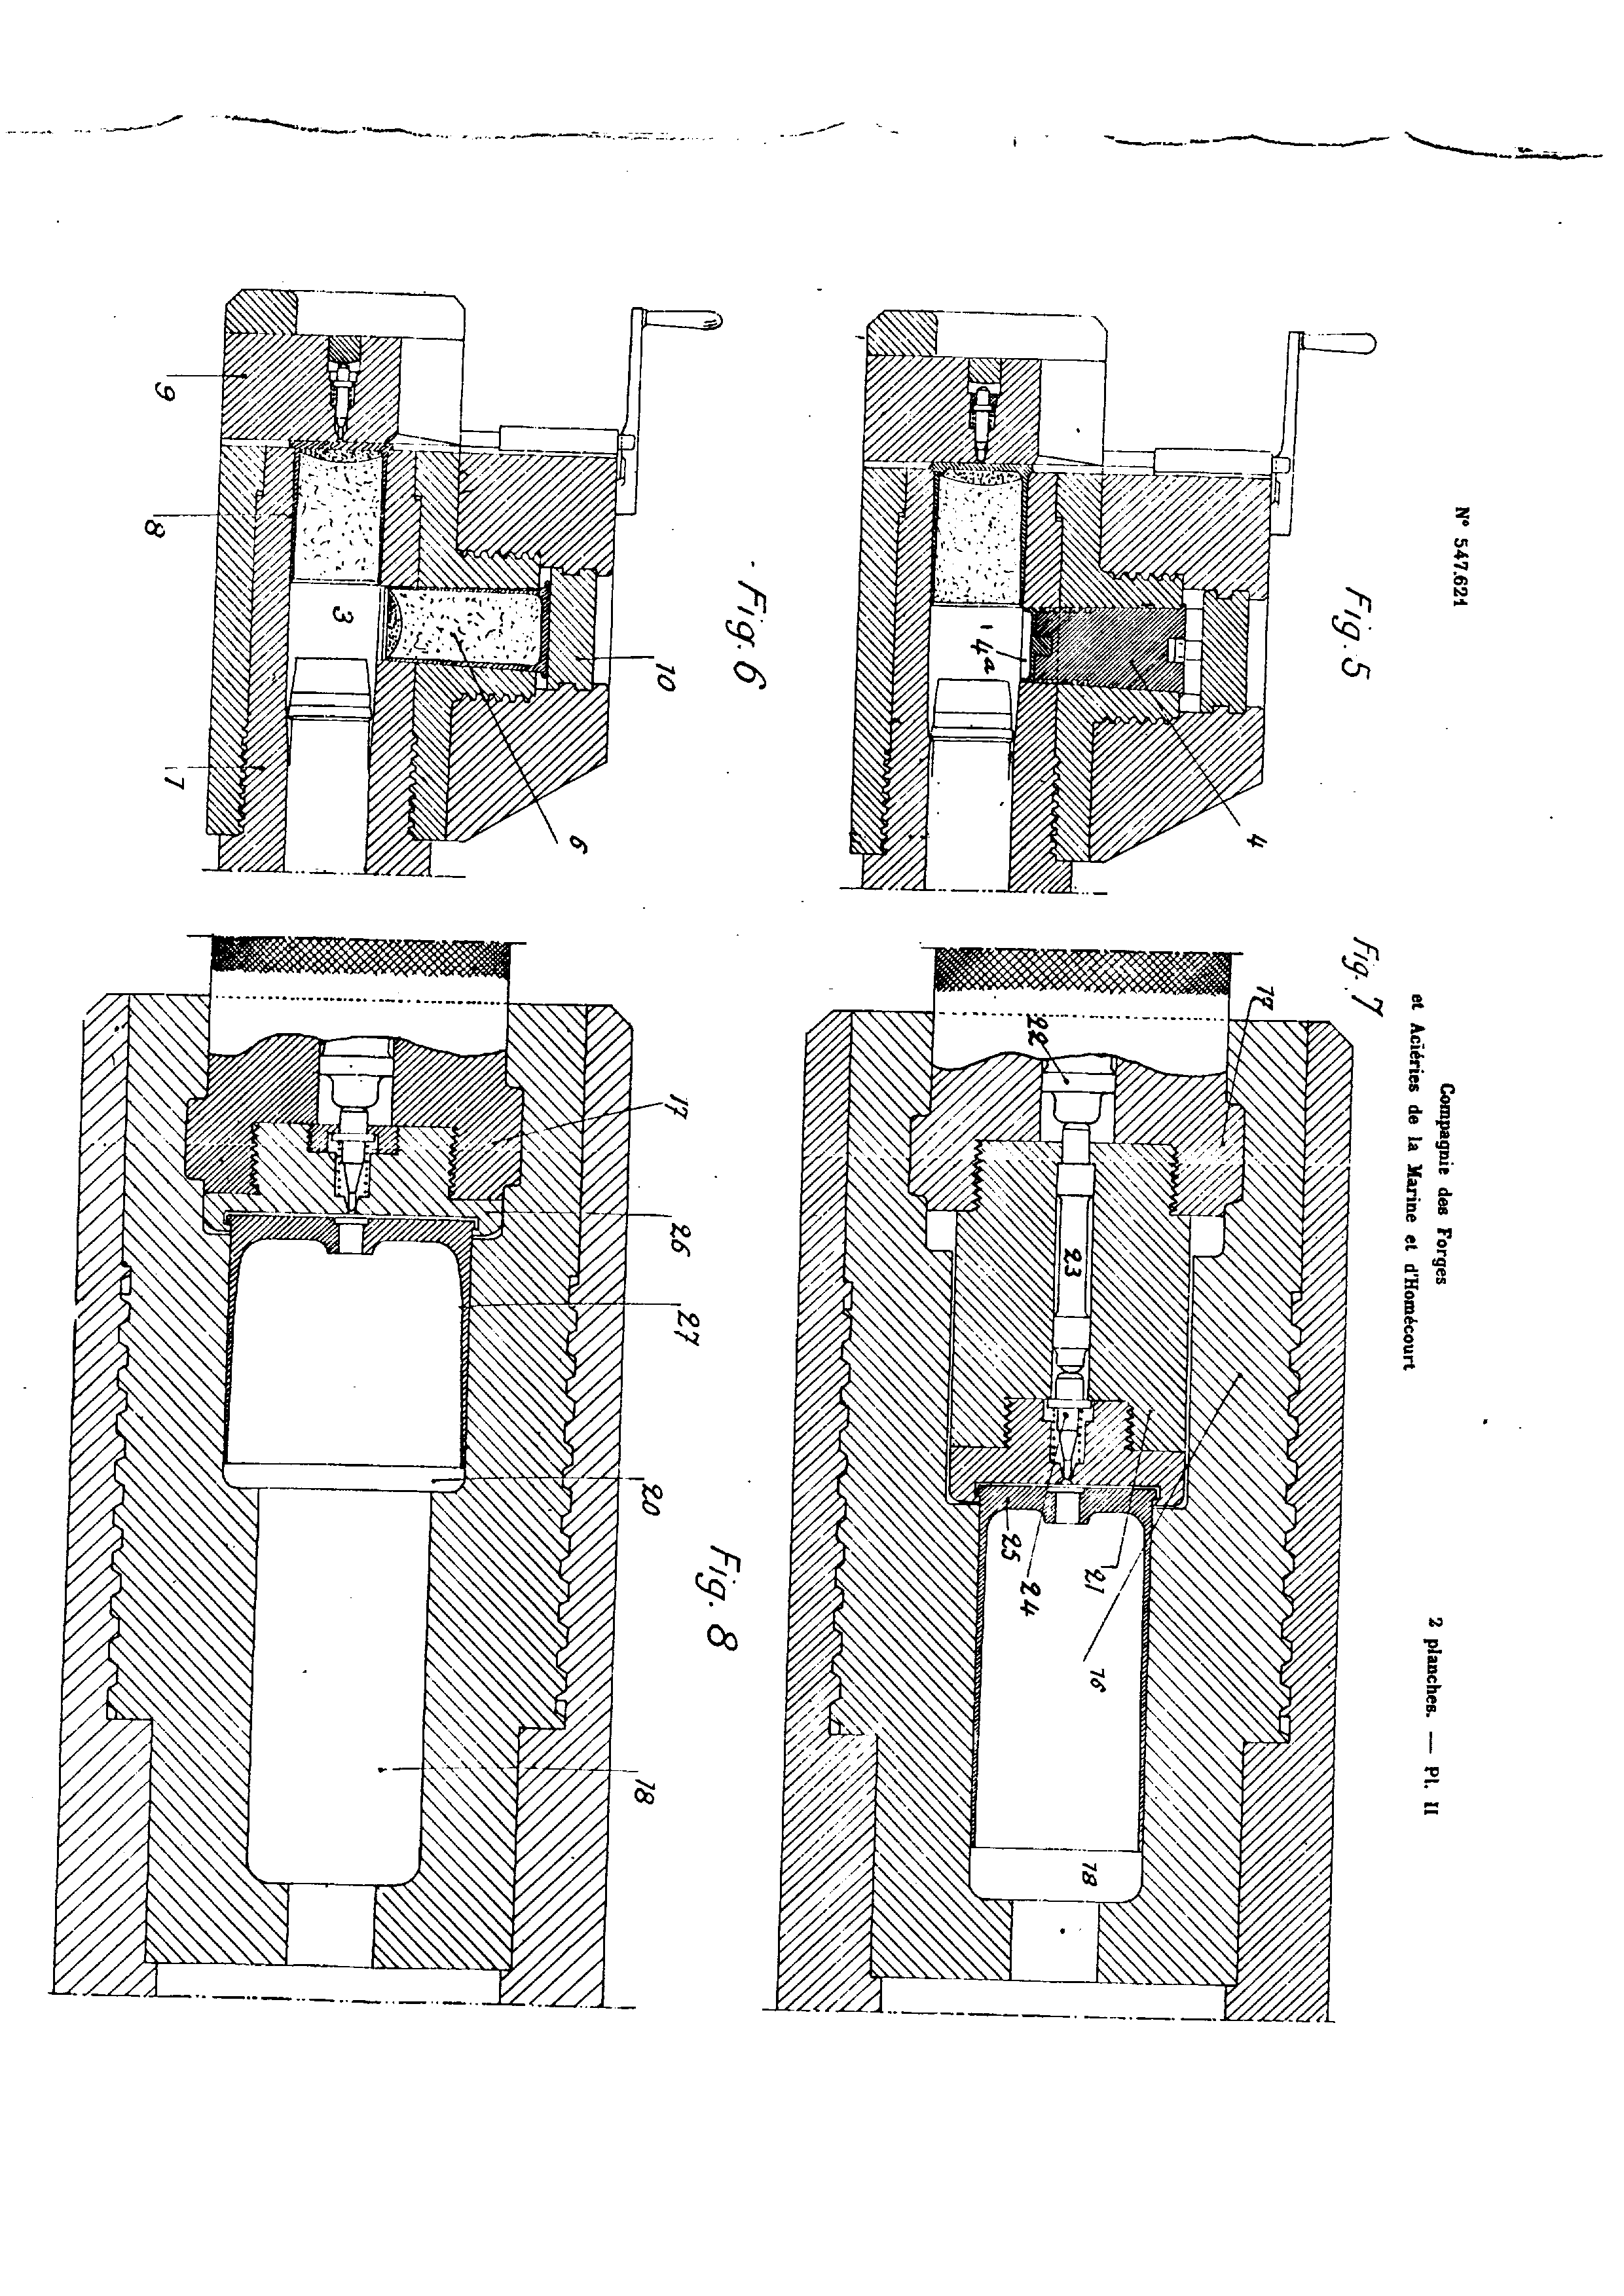 N° 547.621
Compagnie des Forges
et Aciéries de la Marine et d'Homécourt
2 planches. — Pl. II
Fig. 5
4
14a
Fig. 7
17
22
23
25
24
21
16
18
Fig. 6
10
9
8
3
6
1
Fig. 8
17
26
27
20
18